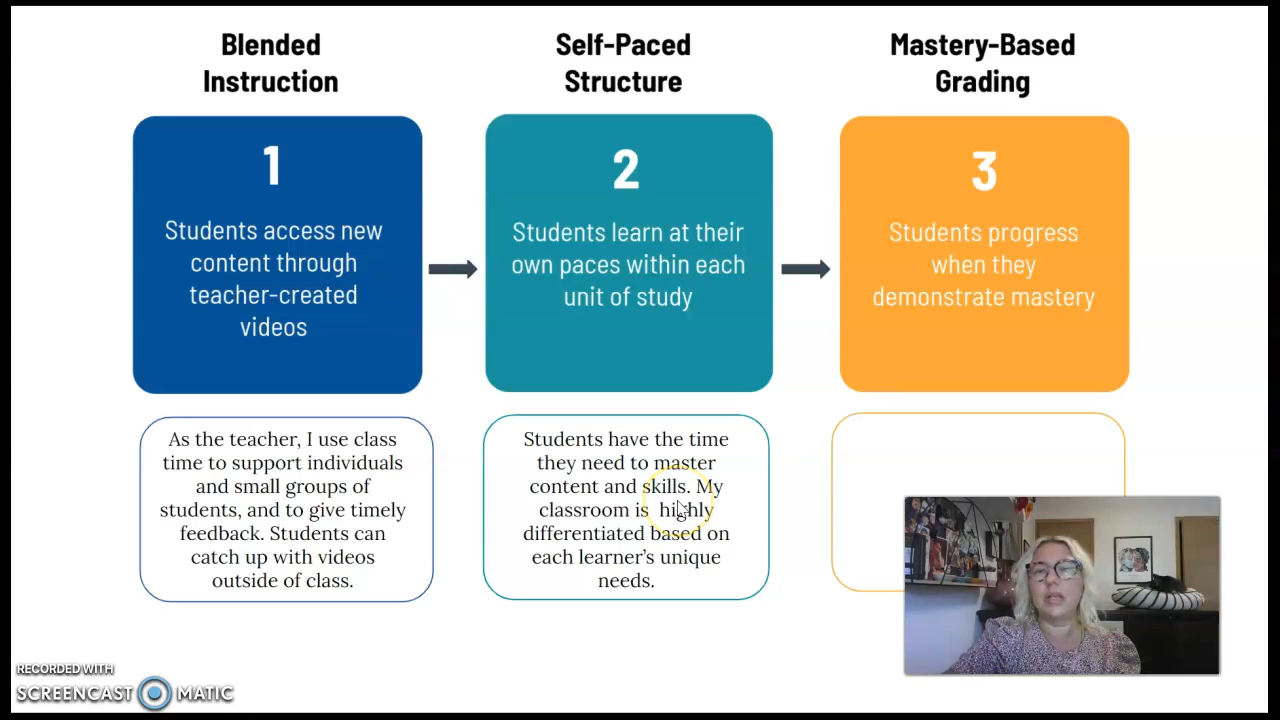 Blended
Instruction
Self-Paced
Structure
Mastery-Based
Grading
1
Students access new
content through
teacher-created
videos
2
Students learn at their
own paces within each
unit of study
3
Students progress
when they
demonstrate mastery
As the teacher, I use class
time to support individuals
and small groups of
students, and to give timely
feedback. Students can
catch up with videos
outside of class.
Students have the time
they need to master
content and skills. My
classroom is highly
differentiated based on
each learner's unique
needs.
RECORDED WITH
SCREENCAST MATIC